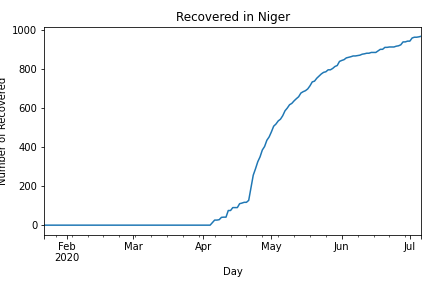 Recovered in Niger
1000
800
600
400
200
0
Number of Recovered
Feb
2020
Mar
Apr
May
Jun
Jul
Day